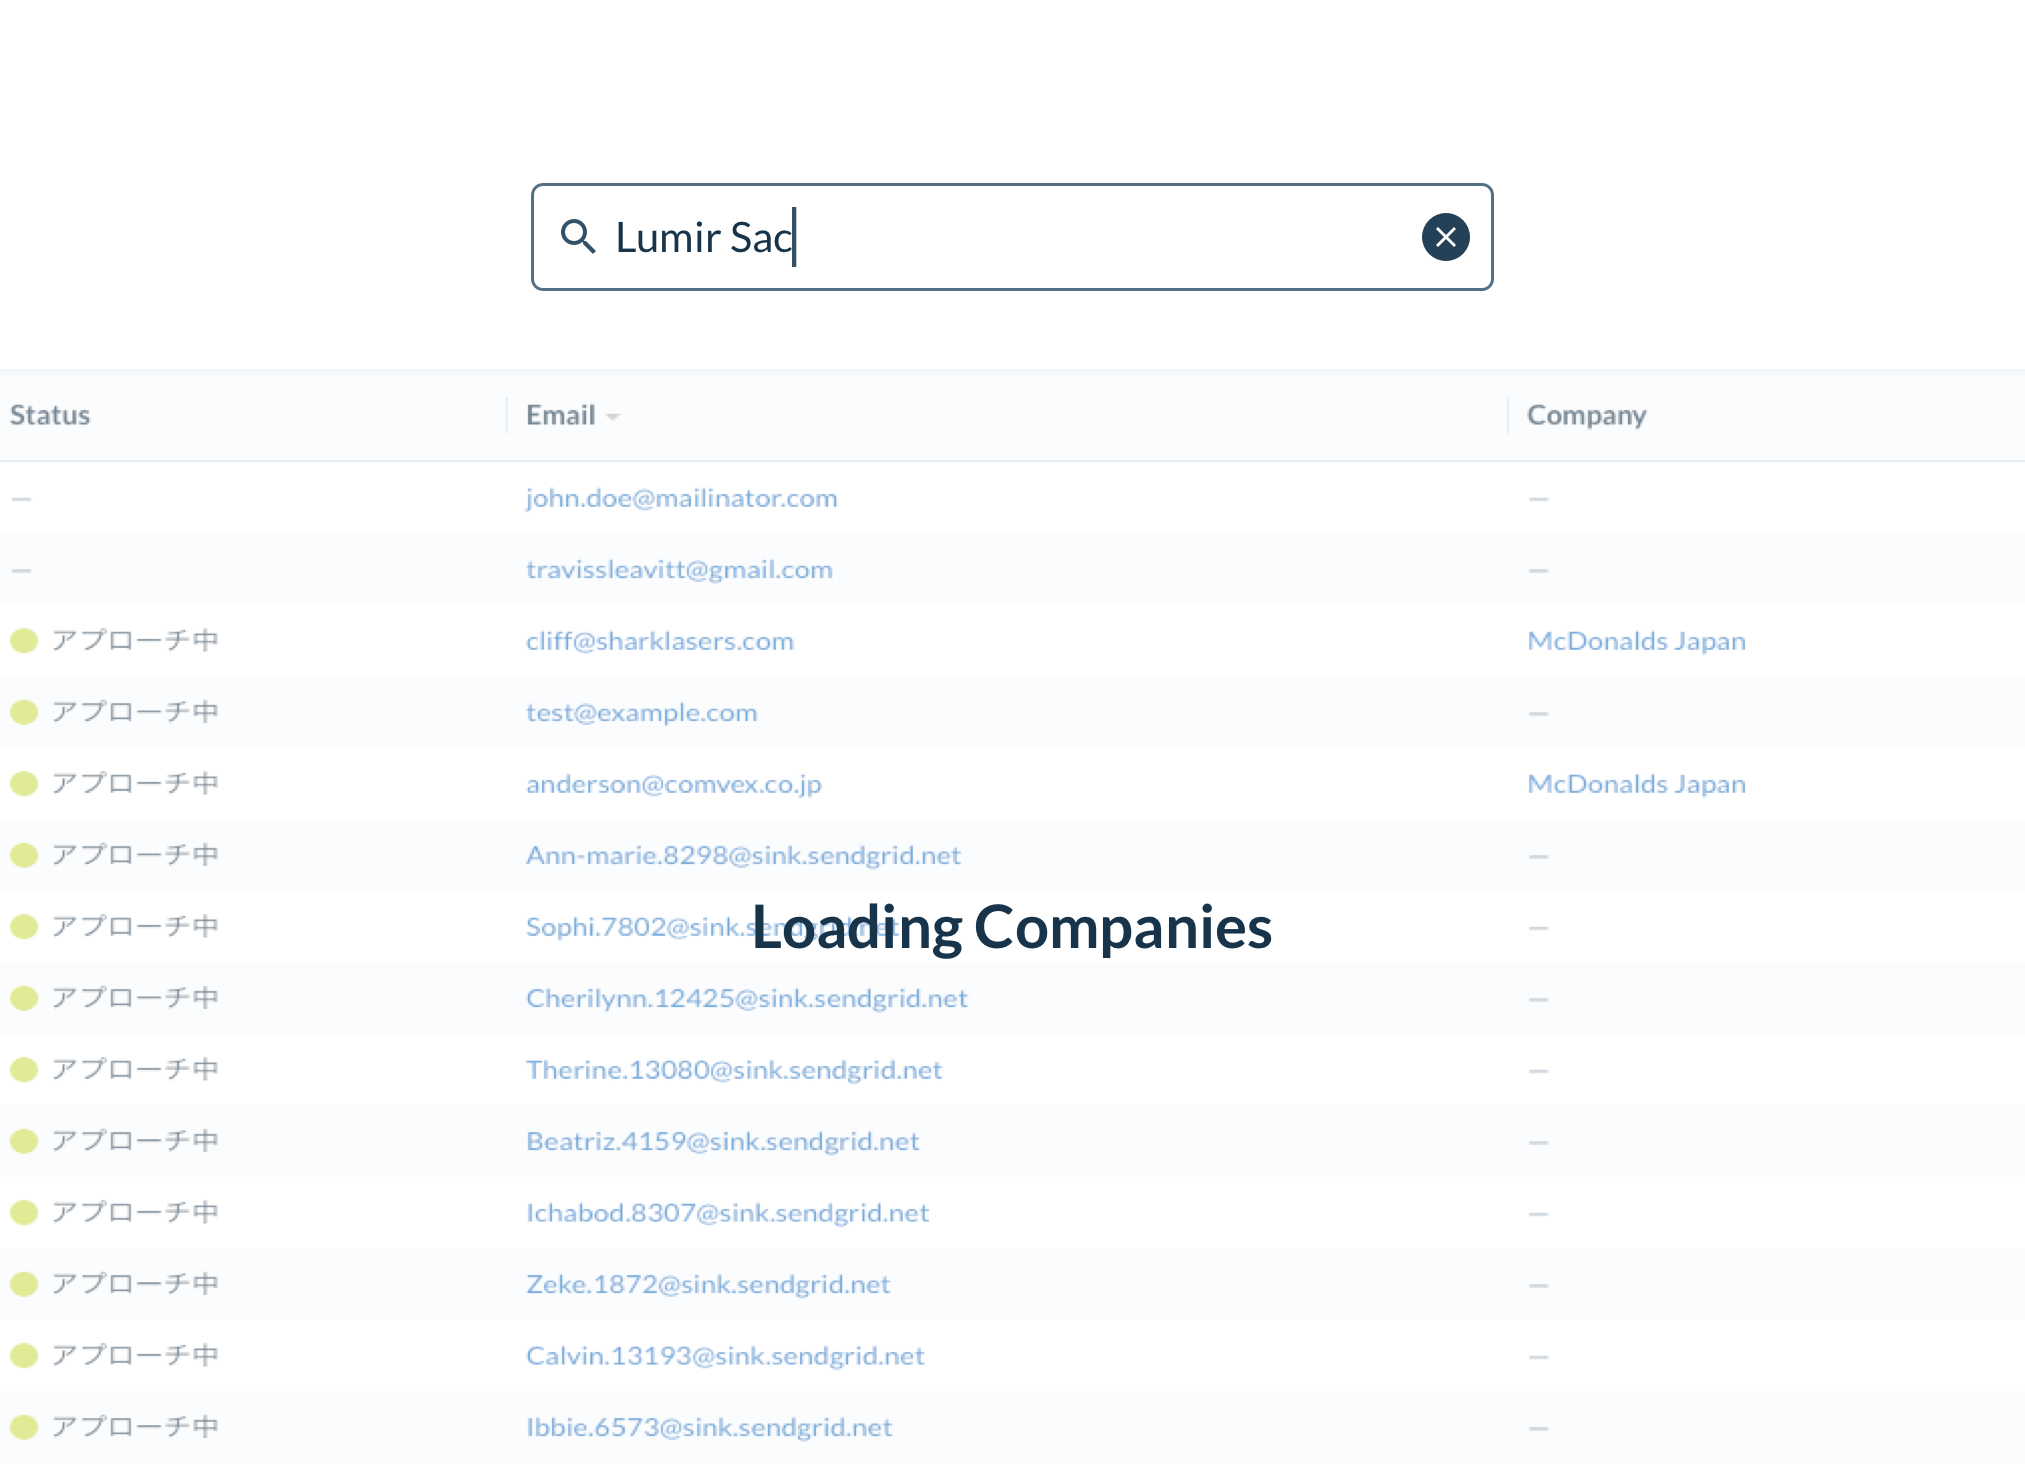 Lumir Sac
Status Email Company
— john.doe@mailinator.com —
— travissleavitt@gmail.com —
アプローチ中 cliff@sharklasers.com McDonalds Japan
アプローチ中 test@example.com —
アプローチ中 anderson@comvex.co.jp McDonalds Japan
アプローチ中 Ann-marie.8298@sink.sendgrid.net —
アプローチ中 Sophi.7802@sink.sendgrid.net —
Loading Companies
アプローチ中 Cherilynn.12425@sink.sendgrid.net —
アプローチ中 Therine.13080@sink.sendgrid.net —
アプローチ中 Beatriz.4159@sink.sendgrid.net —
アプローチ中 Ichabod.8307@sink.sendgrid.net —
アプローチ中 Zeke.1872@sink.sendgrid.net —
アプローチ中 Calvin.13193@sink.sendgrid.net —
アプローチ中 Ibbie.6573@sink.sendgrid.net —